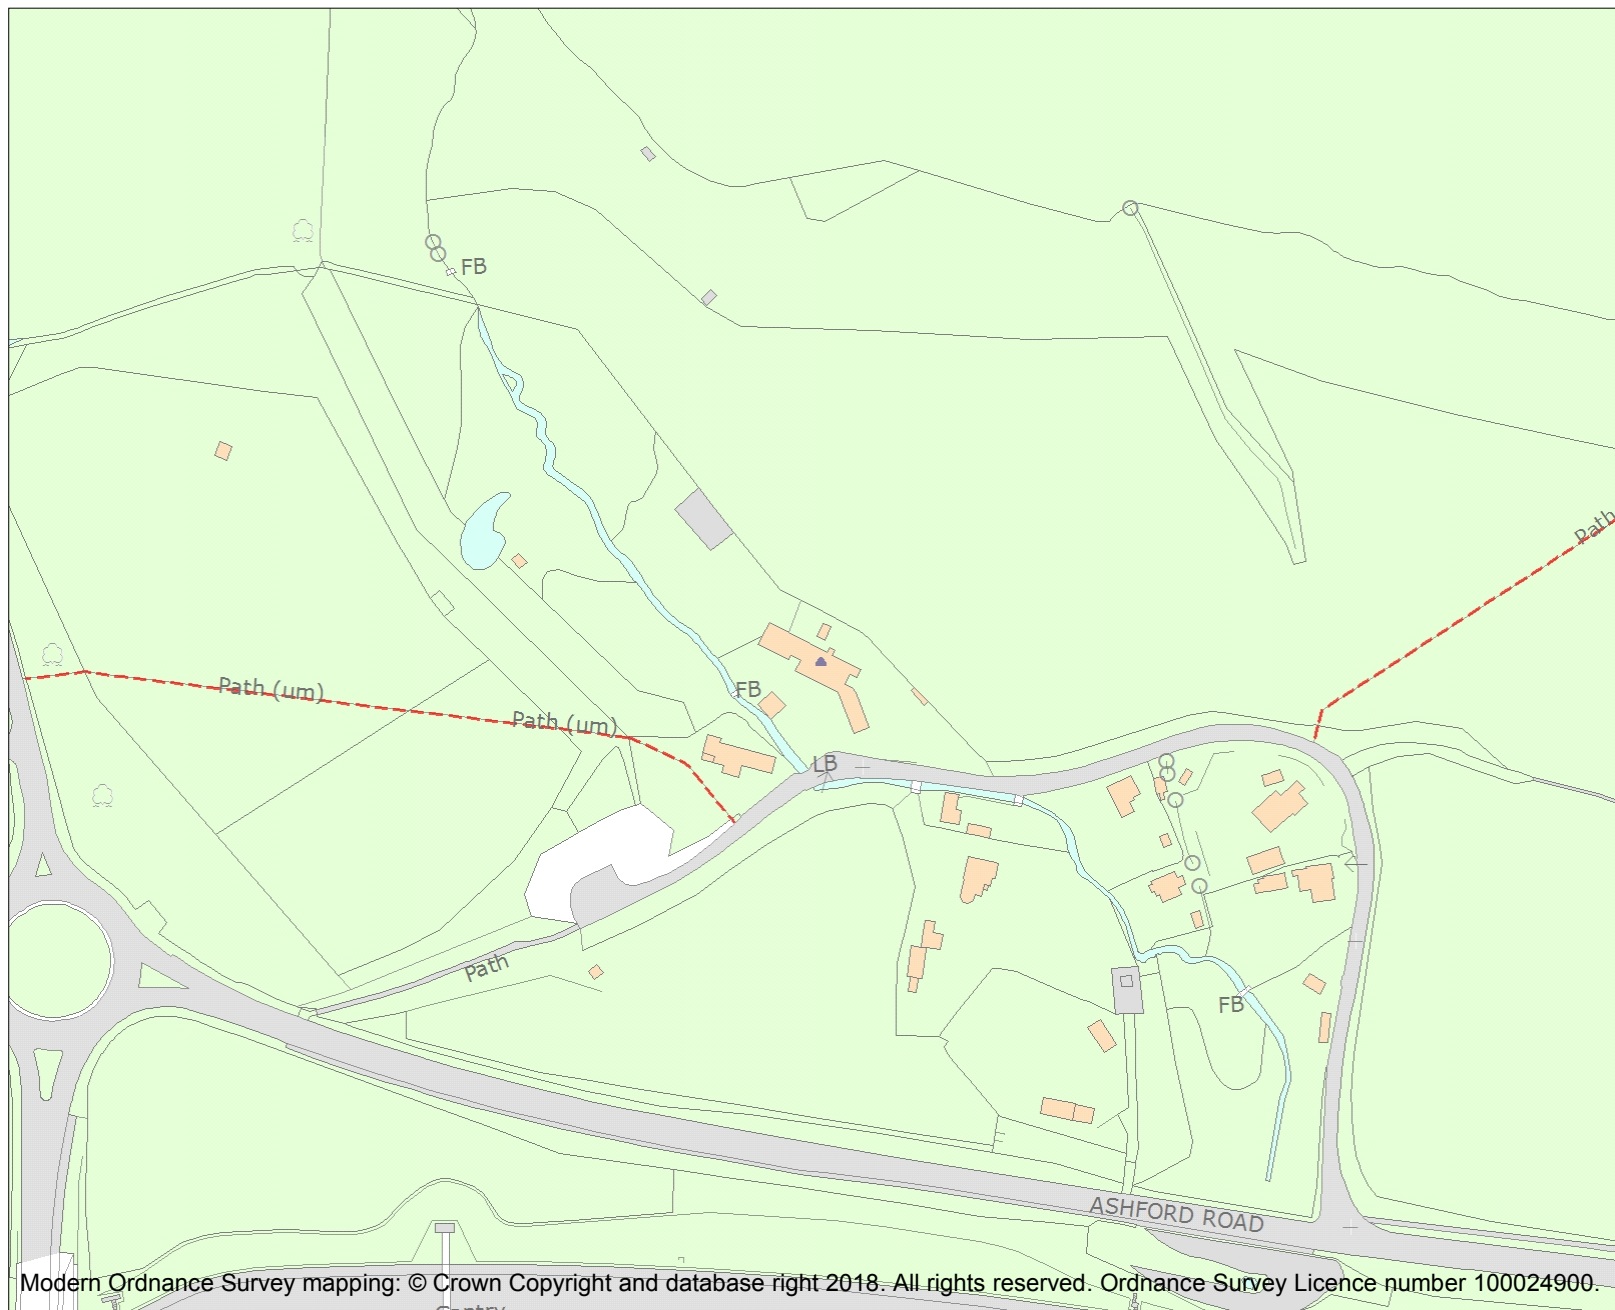 FB
Path
Path (um)
FB
Path (um)
LB
Path
FB
ASHFORD ROAD
Modern Ordnance Survey mapping: © Crown Copyright and database right 2018. All rights reserved. Ordnance Survey Licence number 100024900.
Gantry